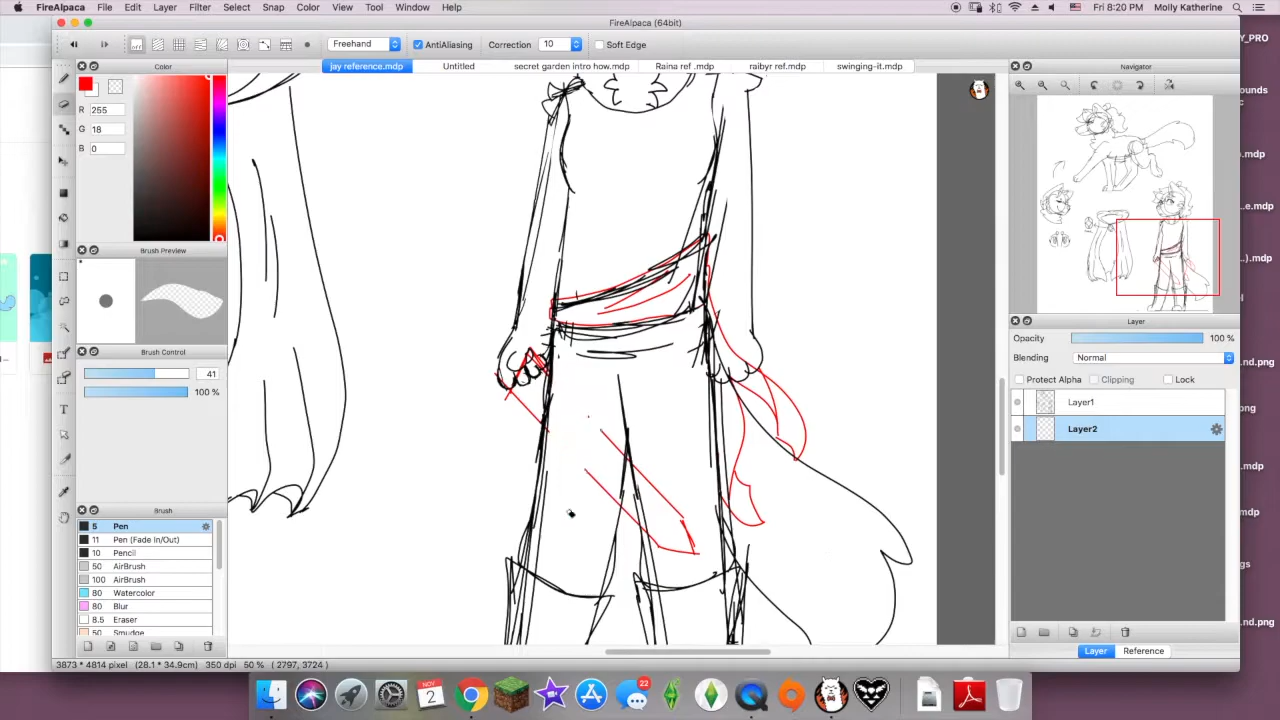 FireAlpaca File Edit Layer Filter Select Snap Color View Tool Window Help Fri 8:20 PM Molly Katherine
FireAlpaca (64bit)
off Freehand AntiAliasing Correction 10 Soft Edge
Color jay reference.mdp Untitled secret garden intro how.mdp Raina ref .mdp raibyr ref.mdp swinging-it.mdp Navigator
R 255
G 18
B 0
Brush Preview
Layer
Opacity 100 %
Brush Control
Blending Normal
41
Protect Alpha Clipping Lock
100 %
Layer1
Layer2
Brush
5 Pen
11 Pen (Fade In/Out)
10 Pencil
50 AirBrush
100 AirBrush
80 Watercolor
80 Blur
8.5 Eraser
50 Smudge
Layer Reference
3873 * 4814 pixel (28.1 * 34.9cm) 350 dpi 50 % ( 2797, 3724 )
NOV
2
22